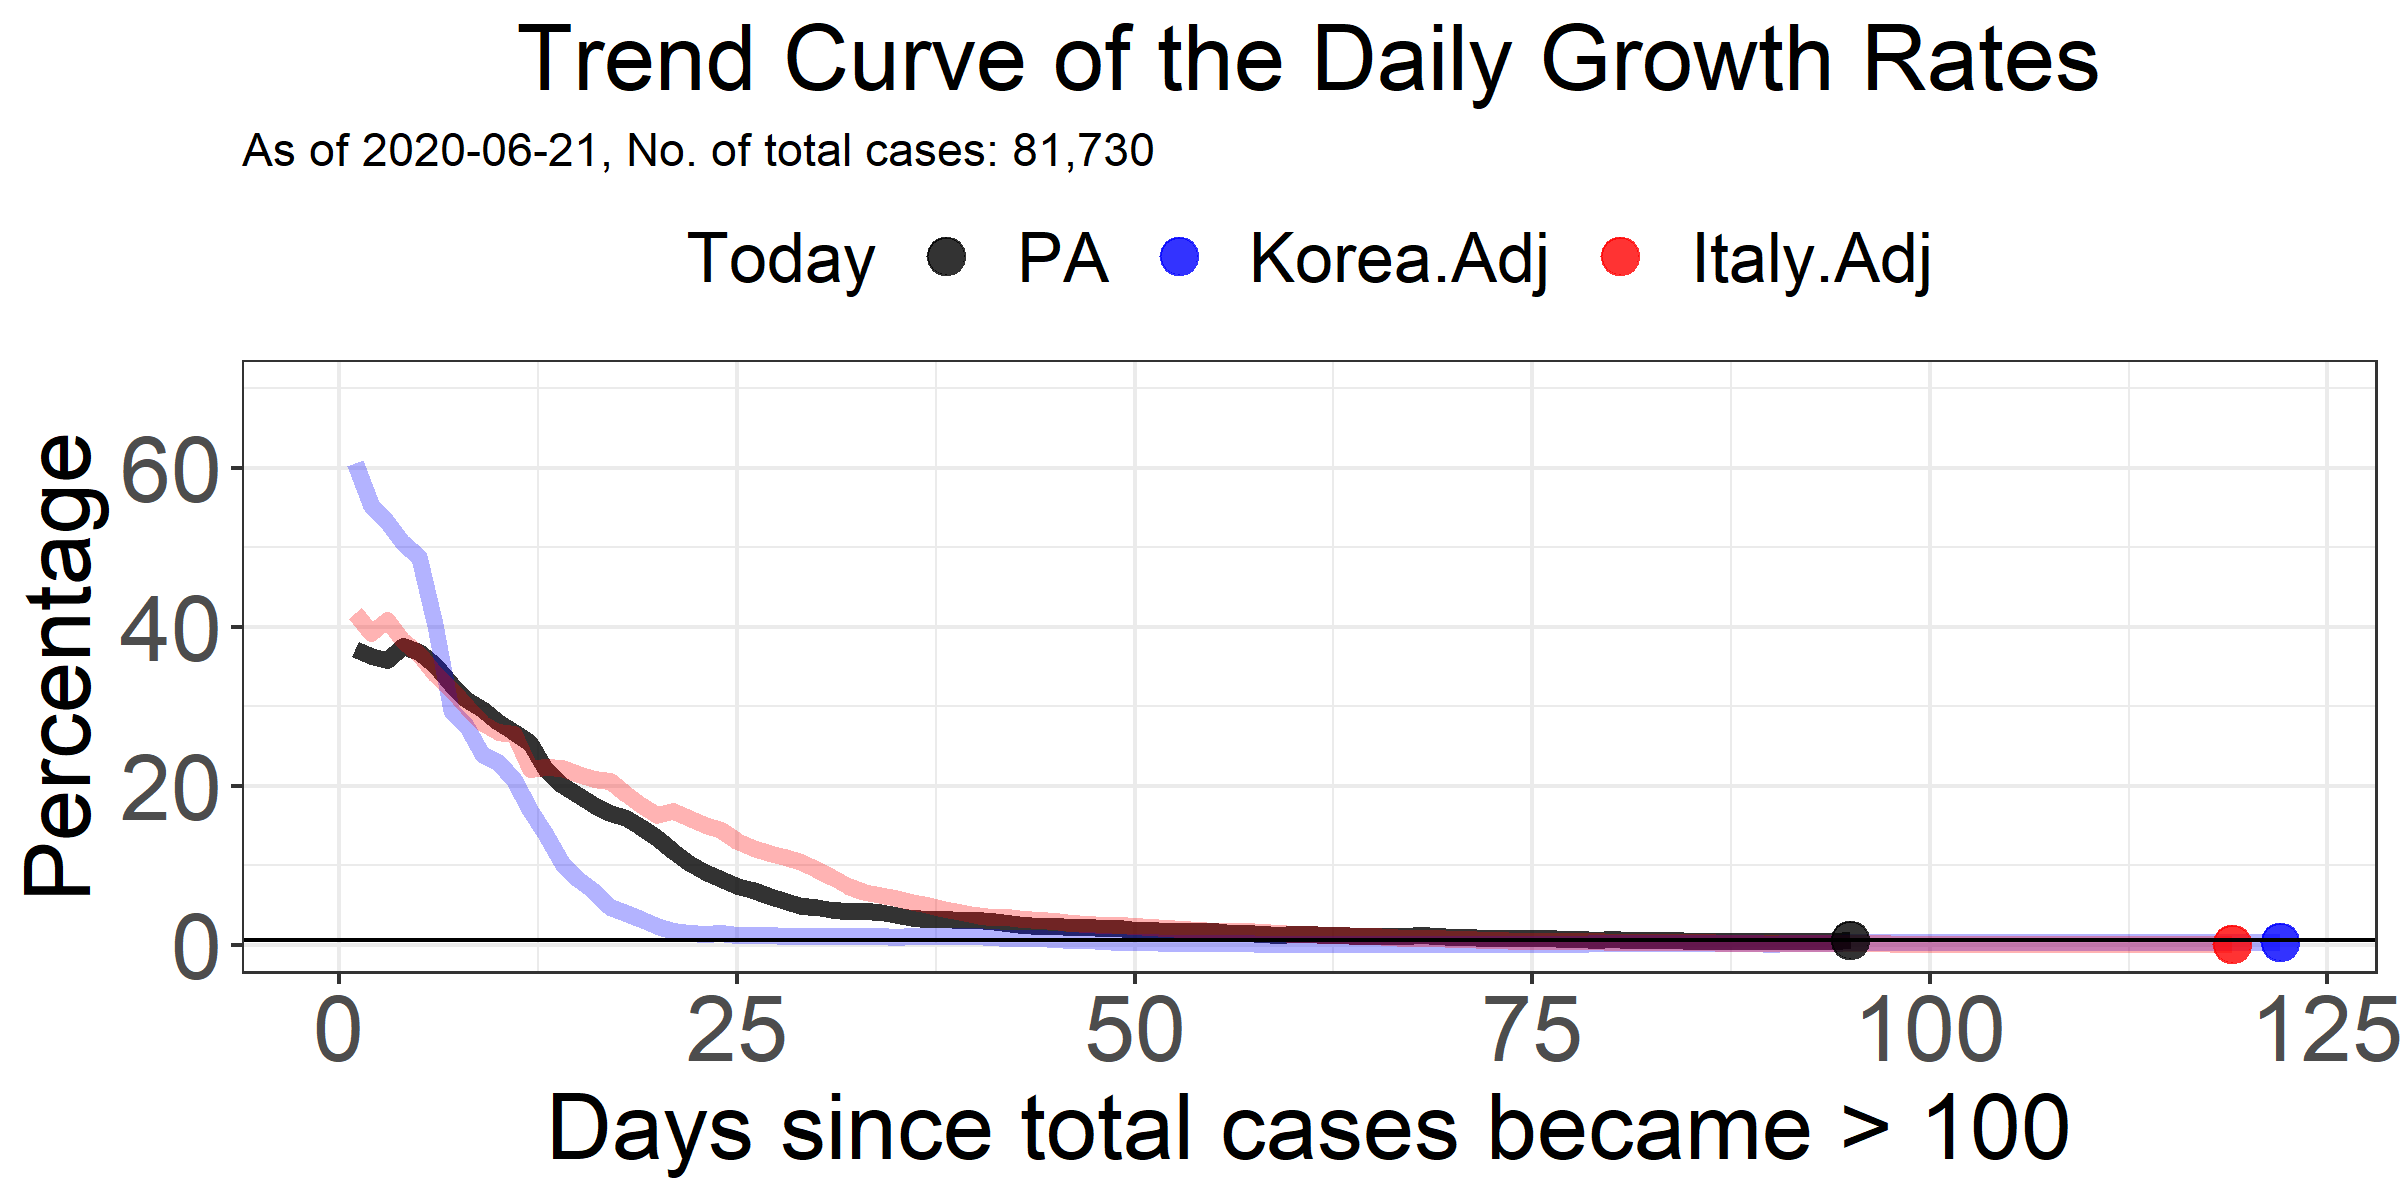 Trend Curve of the Daily Growth Rates
As of 2020-06-21, No. of total cases: 81,730
Today PA Korea.Adj Italy.Adj
Percentage
60
40
20
0
0 25 50 75 100 125
Days since total cases became > 100